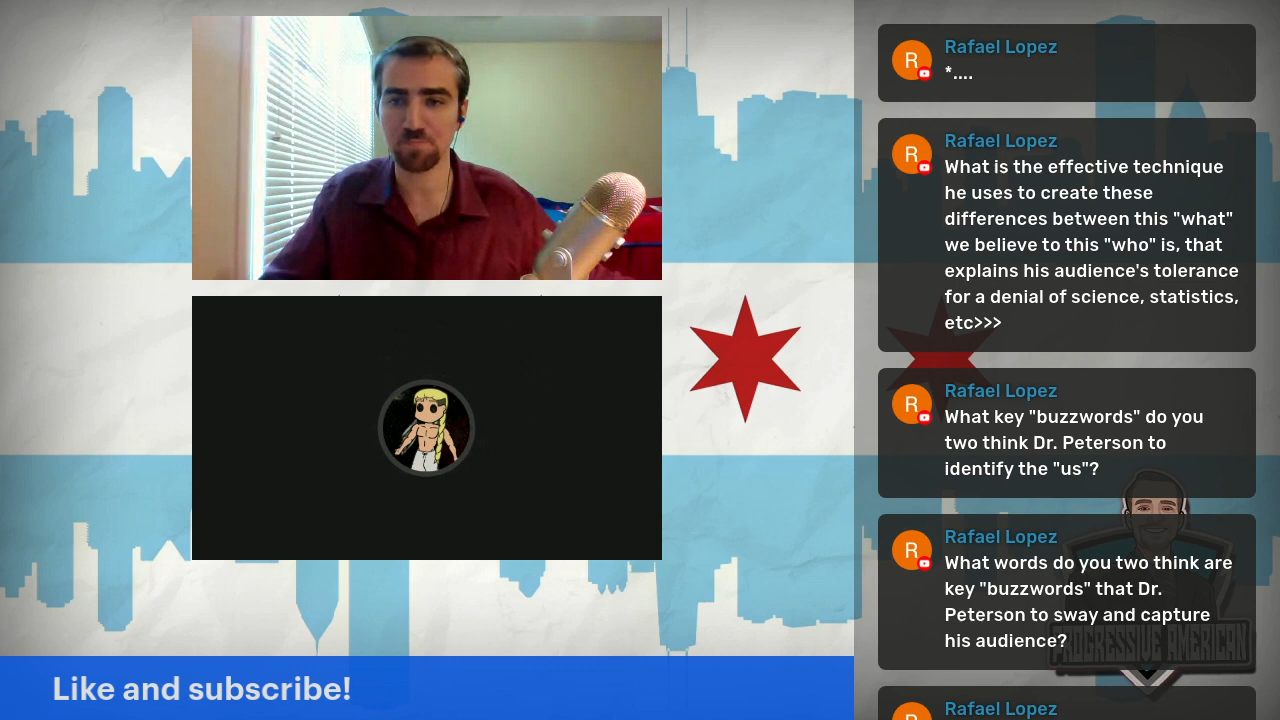 Rafael Lopez
*....
Rafael Lopez
What is the effective technique
he uses to create these
differences between this "what"
we believe to this "who" is, that
explains his audience's tolerance
for a denial of science, statistics,
etc>>>
Rafael Lopez
What key "buzzwords" do you
two think Dr. Peterson to
identify the "us"?
Rafael Lopez
What words do you two think are
key "buzzwords" that Dr.
Peterson to sway and capture
his audience?
Rafael Lopez
PROGRESSIVE AMERICAN
Like and subscribe!
R
R
R
R